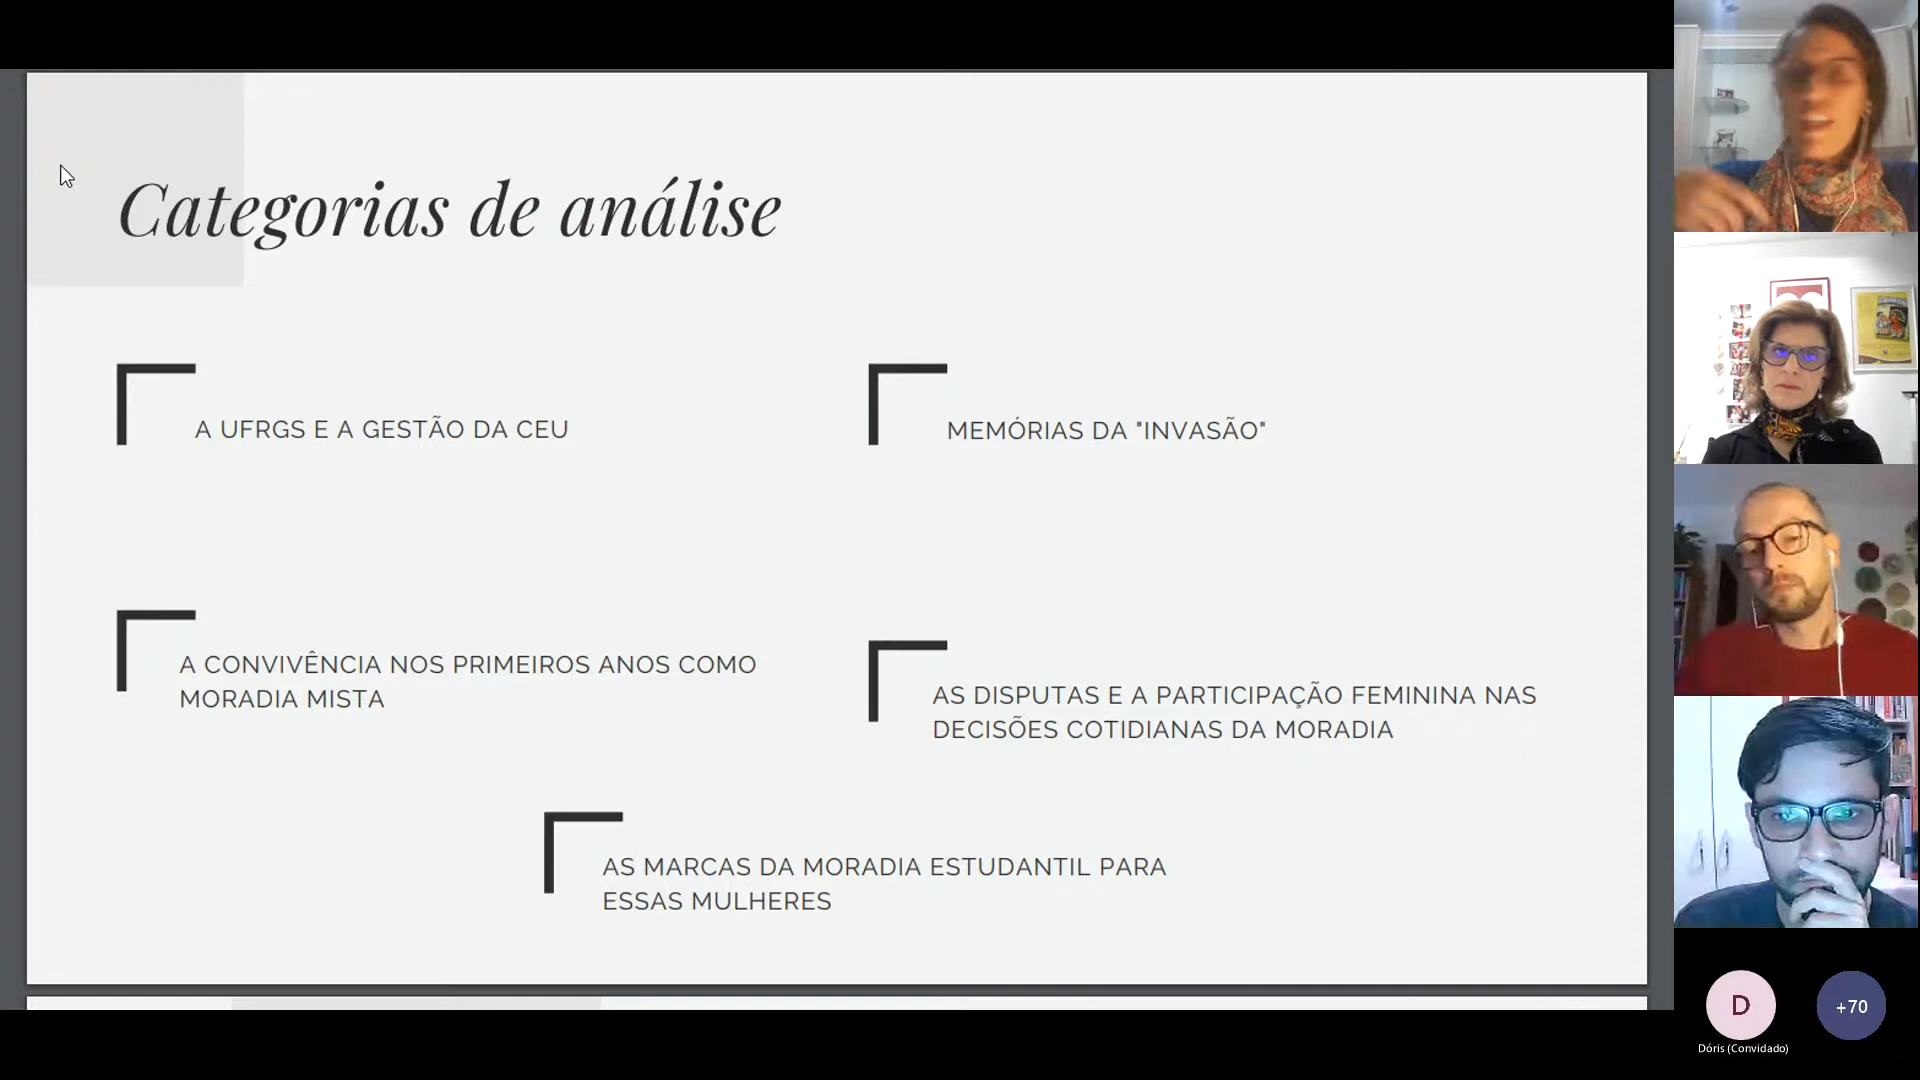 Categorias de análise
A UFRGS E A GESTÃO DA CEU
MEMÓRIAS DA "INVASÃO"
A CONVIVÊNCIA NOS PRIMEIROS ANOS COMO
MORADIA MISTA
AS DISPUTAS E A PARTICIPAÇÃO FEMININA NAS
DECISÕES COTIDIANAS DA MORADIA
AS MARCAS DA MORADIA ESTUDANTIL PARA
ESSAS MULHERES
D
+70
Dóris (Convidado)